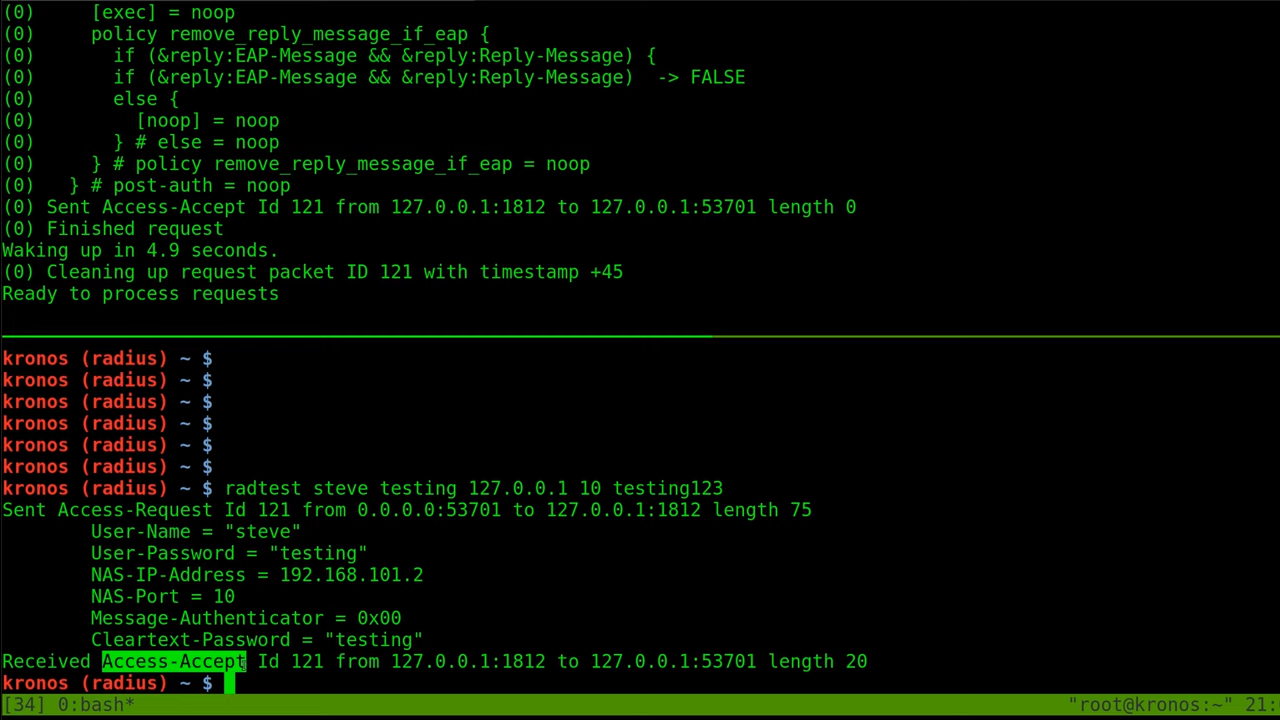 (0)     [exec] = noop
(0)     policy remove_reply_message_if_eap {
(0)       if (&reply:EAP-Message && &reply:Reply-Message) {
(0)       if (&reply:EAP-Message && &reply:Reply-Message)  -> FALSE
(0)       else {
(0)         [noop] = noop
(0)       } # else = noop
(0)     } # policy remove_reply_message_if_eap = noop
(0)   } # post-auth = noop
(0) Sent Access-Accept Id 121 from 127.0.0.1:1812 to 127.0.0.1:53701 length 0
(0) Finished request
Waking up in 4.9 seconds.
(0) Cleaning up request packet ID 121 with timestamp +45
Ready to process requests
kronos (radius) ~ $
kronos (radius) ~ $
kronos (radius) ~ $
kronos (radius) ~ $
kronos (radius) ~ $
kronos (radius) ~ $
kronos (radius) ~ $ radtest steve testing 127.0.0.1 10 testing123
Sent Access-Request Id 121 from 0.0.0.0:53701 to 127.0.0.1:1812 length 75
        User-Name = "steve"
        User-Password = "testing"
        NAS-IP-Address = 192.168.101.2
        NAS-Port = 10
        Message-Authenticator = 0x00
        Cleartext-Password = "testing"
Received Access-Accept Id 121 from 127.0.0.1:1812 to 127.0.0.1:53701 length 20
kronos (radius) ~ $
[34] 0:bash* "root@kronos:~" 21: